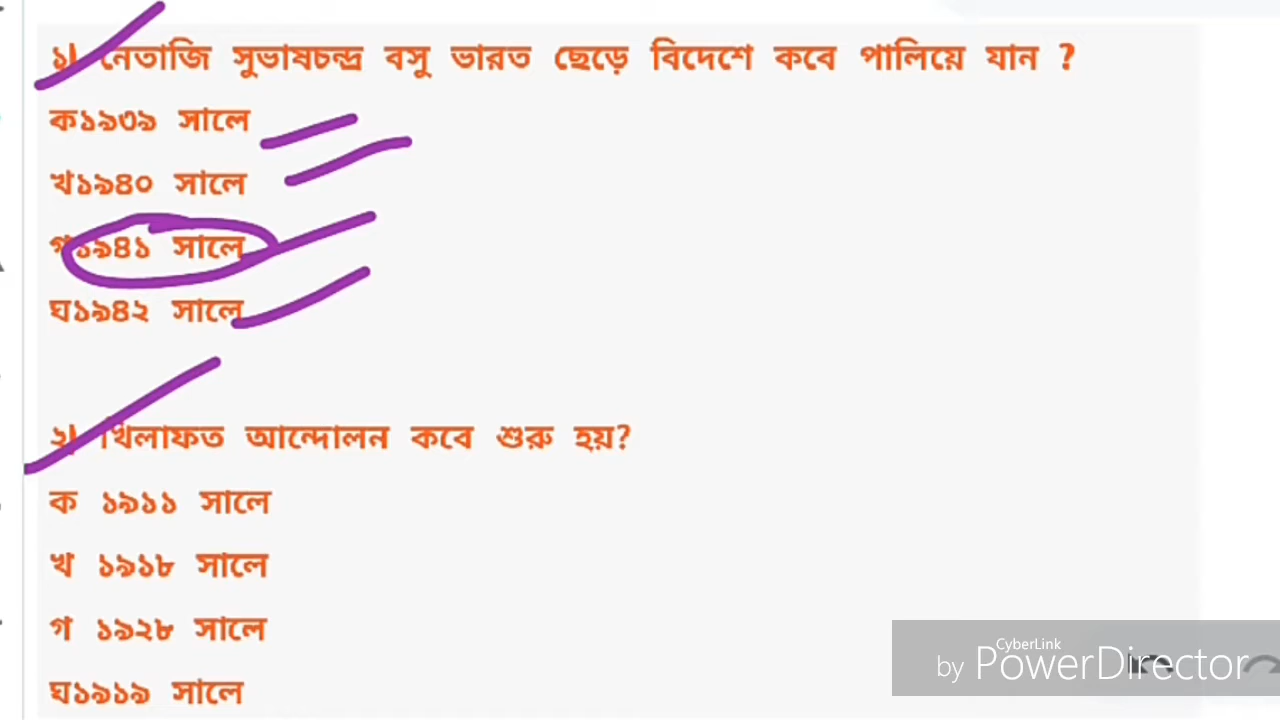 ১। নেতাজি সুভাষচন্দ্র বসু ভারত ছেড়ে বিদেশে কবে পালিয়ে যান ?
ক১৯৩৯ সালে
খ১৯৪০ সালে
গ১৯৪১ সালে
ঘ১৯৪২ সালে
২। খিলাফত আন্দোলন কবে শুরু হয়?
ক ১৯১১ সালে
খ ১৯১৮ সালে
গ ১৯২৮ সালে
ঘ১৯১৯ সালে
CyberLink
by PowerDirector